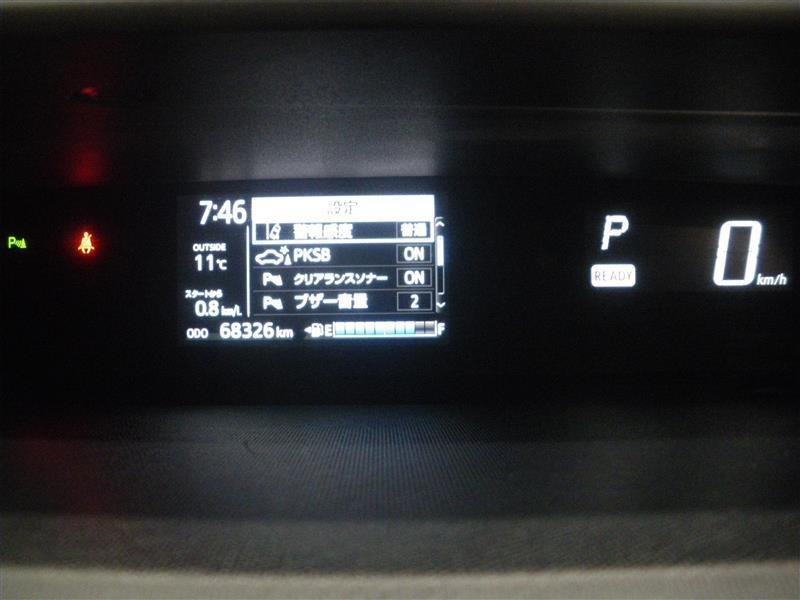 設定
7:46
警報感度 普通
OUTSIDE
11℃
PKSB ON
P クリアランスソナー ON
スタートから
0.8 km/L
P ブザー音量 2
ODO 68326 km
E F
P
P
READY
0 km/h